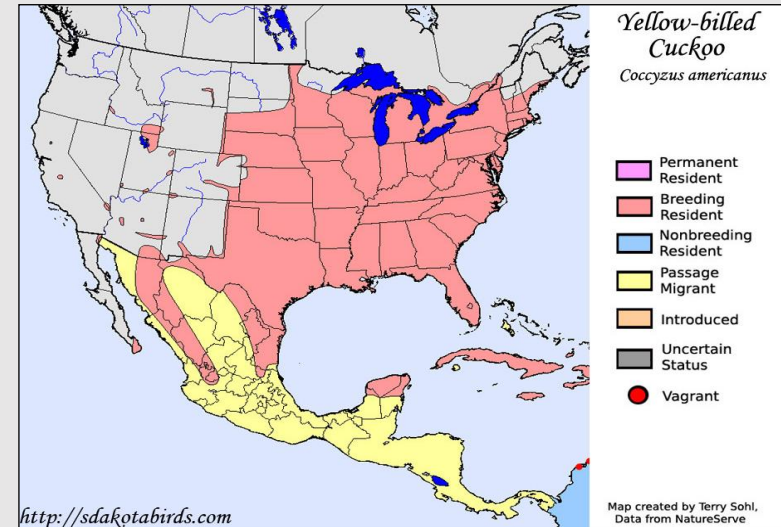 Yellow-billed
Cuckoo
Coccyzus americanus
Permanent
Resident
Breeding
Resident
Nonbreeding
Resident
Passage
Migrant
Introduced
Uncertain
Status
Vagrant
http://sdakotabirds.com
Map created by Terry Sohl,
Data from NatureServe